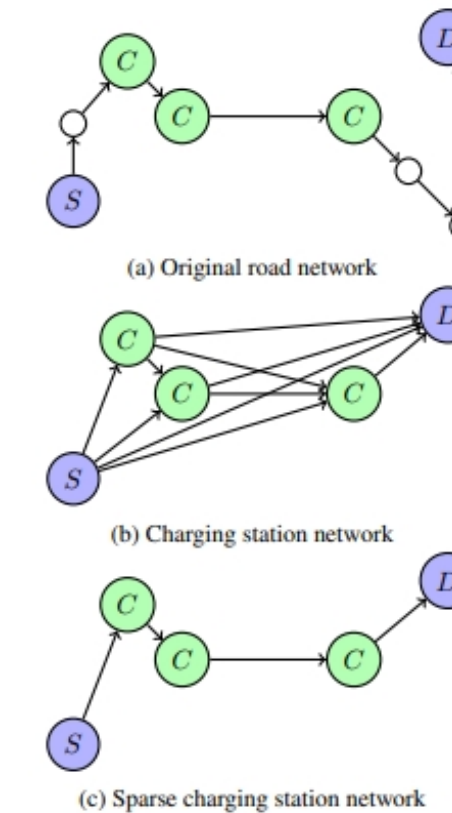 C
D
C
C
S
(a) Original road network
D
C
C
C
S
(b) Charging station network
D
C
C
C
S
(c) Sparse charging station network